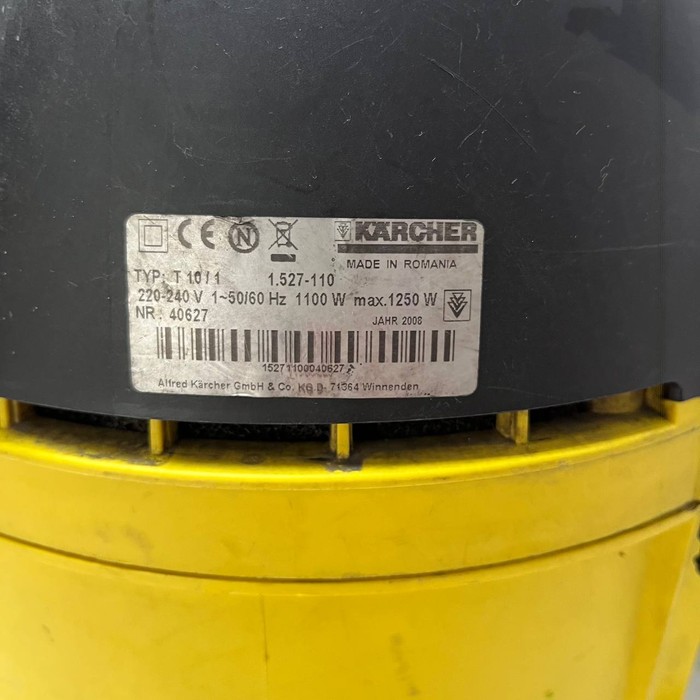 KÄRCHER
MADE IN ROMANIA
TYP: T 10/1 1.527-110
220-240 V 1~50/60 Hz 1100 W max.1250 W
NR: 40627 JAHR 2008
15271100040627
Alfred Kärcher GmbH & Co. KG D- 71364 Winnenden